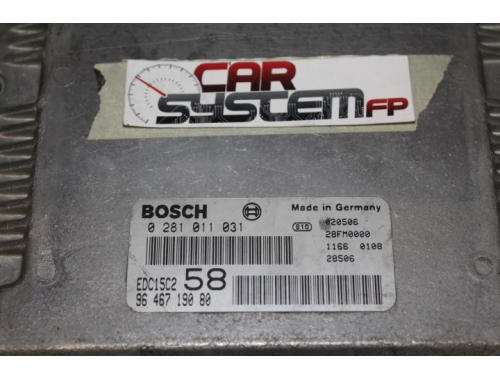 CAR
SYSTEM FP
BOSCH
Made in Germany
0 281 011 031
S10
020506
28FM0000
1166 0108
28506
EDC15C2 58
96 467 190 80